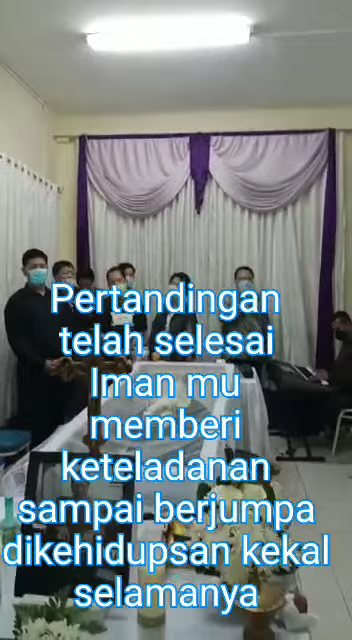 Pertandingan
telah selesai
Iman mu
memberi
keteladanan
sampai berjumpa
dikehidupsan kekal
selamanya